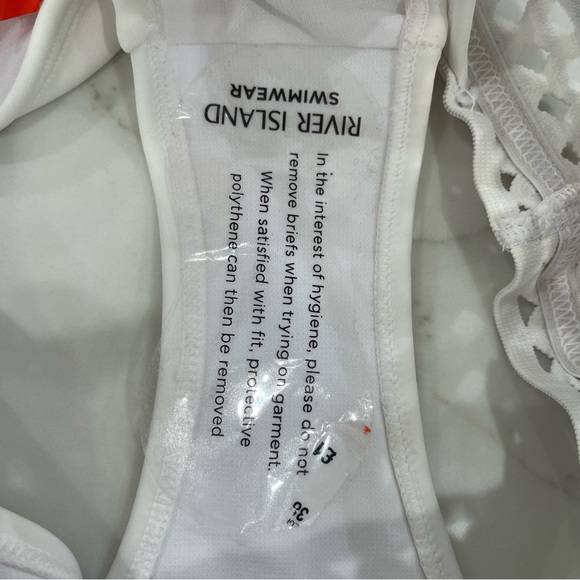 RIVER ISLAND
SWIMWEAR
In the interest of hygiene, please do not
remove briefs when trying on garment.
When satisfied with fit, protective
polythene can then be removed
£1